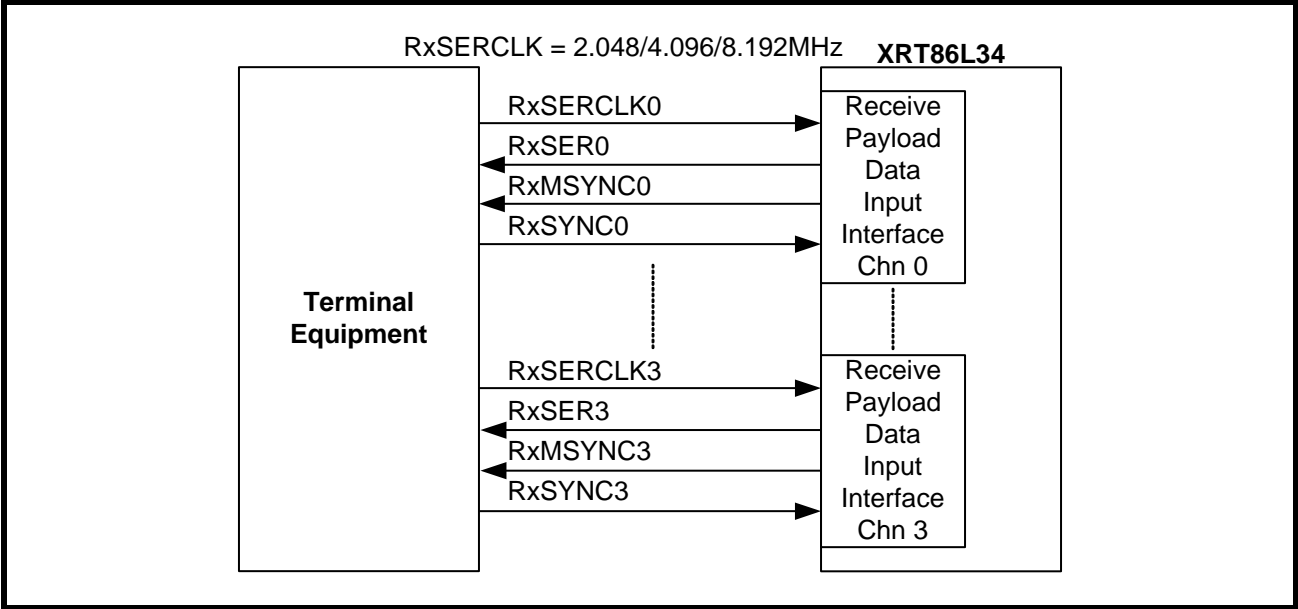 RxSERCLK = 2.048/4.096/8.192MHz
XRT86L34
Terminal
Equipment
RxSERCLK0
RxSER0
RxMSYNC0
RxSYNC0
Receive
Payload
Data
Input
Interface
Chn 0
RxSERCLK3
RxSER3
RxMSYNC3
RxSYNC3
Receive
Payload
Data
Input
Interface
Chn 3